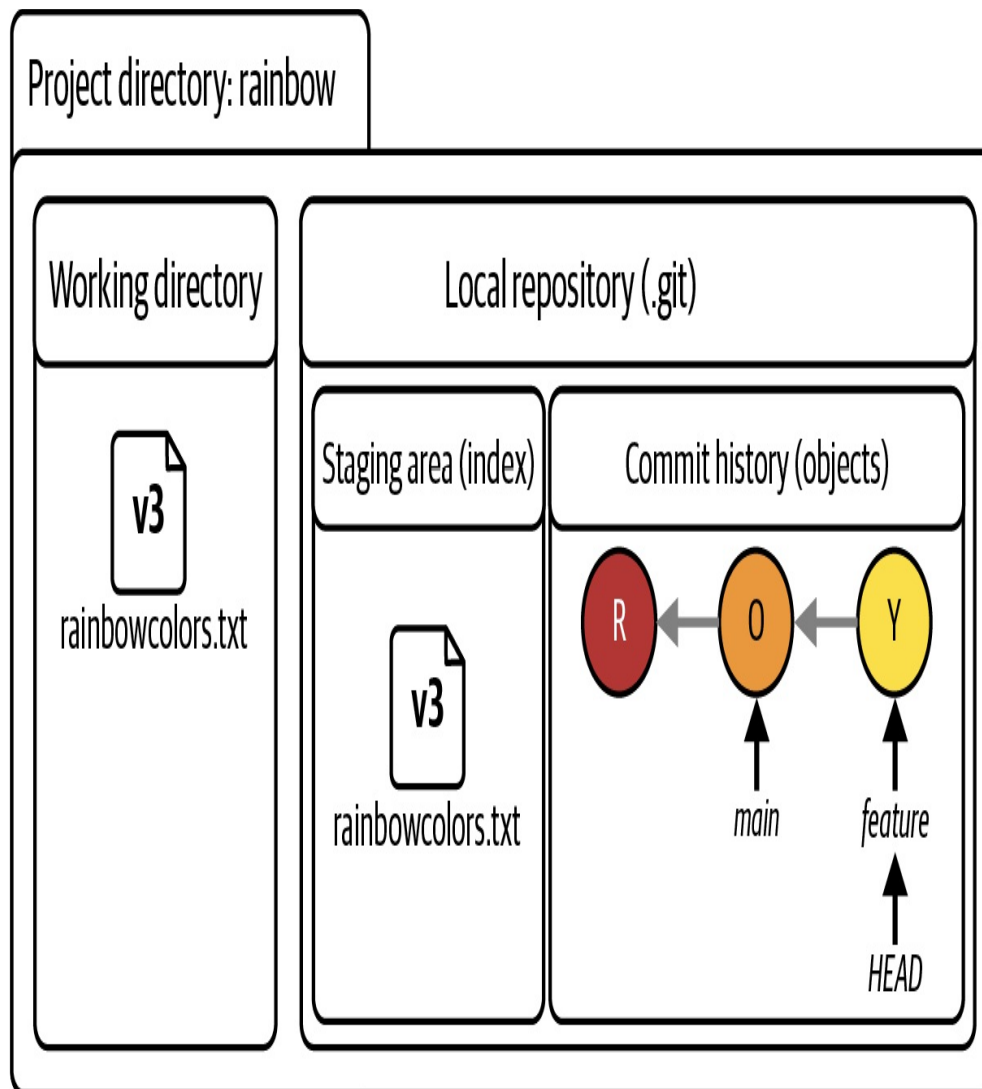 Project directory: rainbow
Working directory
Local repository (.git)
Staging area (index)
Commit history (objects)
v3
rainbowcolors.txt
v3
rainbowcolors.txt
R
O
Y
main
feature
HEAD